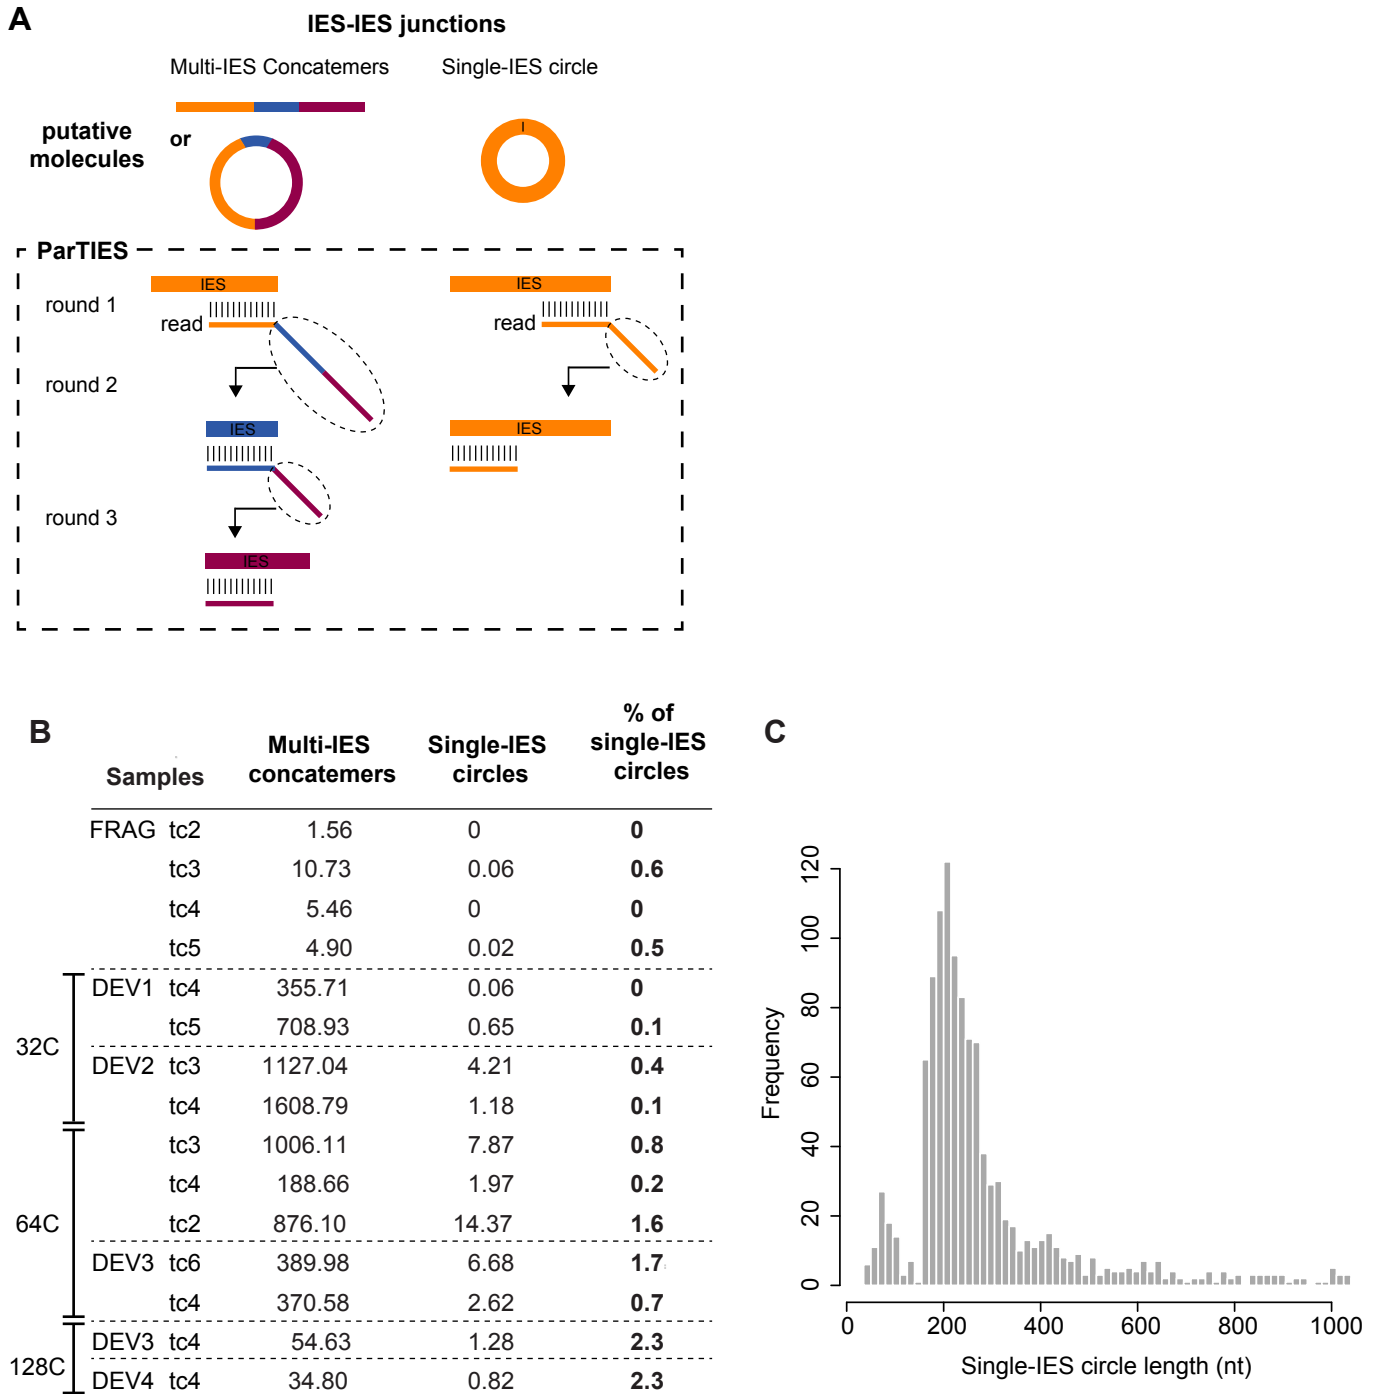 A
IES-IES junctions
Multi-IES Concatemers
Single-IES circle
putative
molecules
or
ParTIES
round 1
IES
IES
read
read
round 2
IES
IES
round 3
IES
B
Samples
Multi-IES
concatemers
Single-IES
circles
% of
single-IES
circles
FRAG tc2 1.56 0 0
tc3 10.73 0.06 0.6
tc4 5.46 0 0
tc5 4.90 0.02 0.5
32C
DEV1 tc4 355.71 0.06 0
tc5 708.93 0.65 0.1
DEV2 tc3 1127.04 4.21 0.4
tc4 1608.79 1.18 0.1
64C
tc3 1006.11 7.87 0.8
tc4 188.66 1.97 0.2
tc2 876.10 14.37 1.6
DEV3 tc6 389.98 6.68 1.7
tc4 370.58 2.62 0.7
128C
DEV3 tc4 54.63 1.28 2.3
DEV4 tc4 34.80 0.82 2.3
C
Frequency
120
100
80
60
40
20
0
0 200 400 600 800 1000
Single-IES circle length (nt)